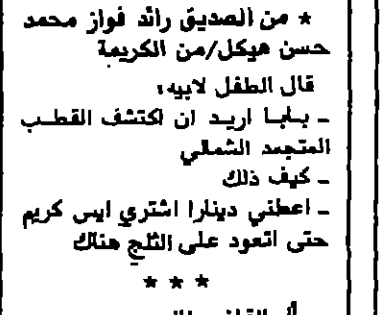 * من الصديق رائد فواز محمد
حسن هيكل/من الكريمة
قال الطفل لابيه،
ـ بابا اريد ان اكتشف القطب
المتجمد الشمالي
ـ كيف ذلك
ـ اعطني دينارا اشتري ايس كريم
حتى اتعود على الثلج هناك
* * *